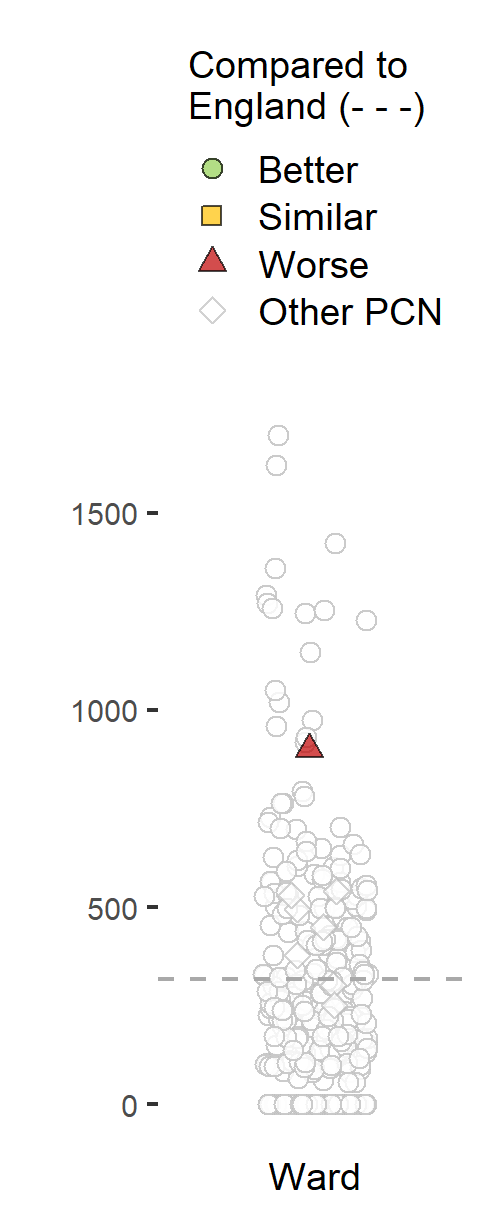 Compared to
England (- - -)
Better
Similar
Worse
Other PCN
1500
1000
500
0
Ward